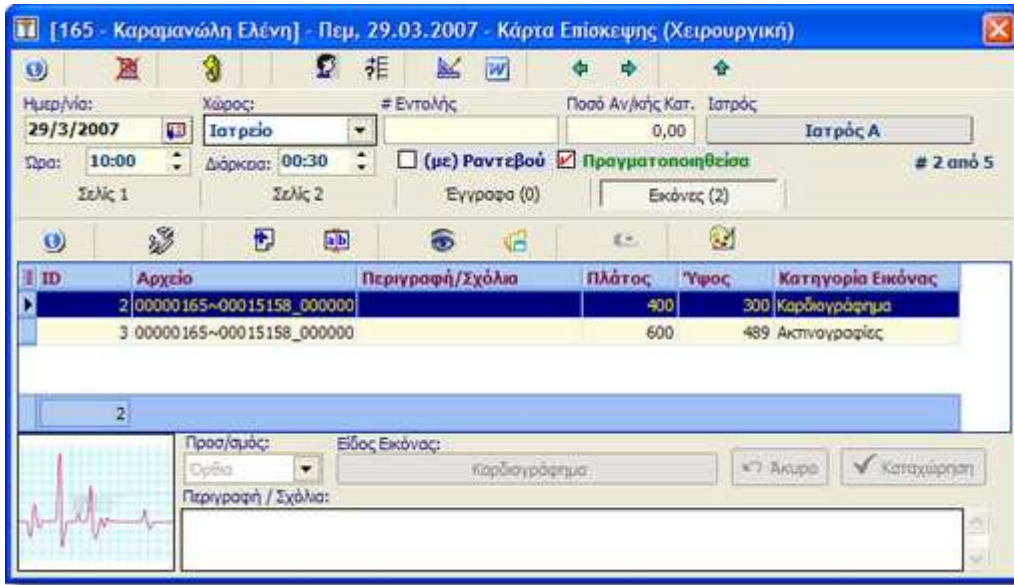 [165 - Καραμανώλη Ελένη] - Πεμ, 29.03.2007 - Κάρτα Επίσκεψης (Χειρουργική)
Ημερ/νία: Χώρος: # Εντολής Ποσό Αν/κής Κατ. Ιατρός
29/3/2007 Ιατρείο 0,00 Ιατρός Α
Ώρα: 10:00 Διάρκεια: 00:30 (με) Ραντεβού Πραγματοποιηθείσα # 2 από 5
Σελίς 1 Σελίς 2 Έγγραφα (0) Εικόνες (2)
ID Αρχείο Περιγραφή/Σχόλια Πλάτος Ύψος Κατηγορία Εικόνας
2 00000165~00015158_000000 400 300 Καρδιογράφημα
3 00000165~00015158_000000 600 489 Ακτινογραφίες
2
Προσ/σμός: Είδος Εικόνας:
Όρθια Καρδιογράφημα Άκυρο Καταχώρηση
Περιγραφή / Σχόλια: